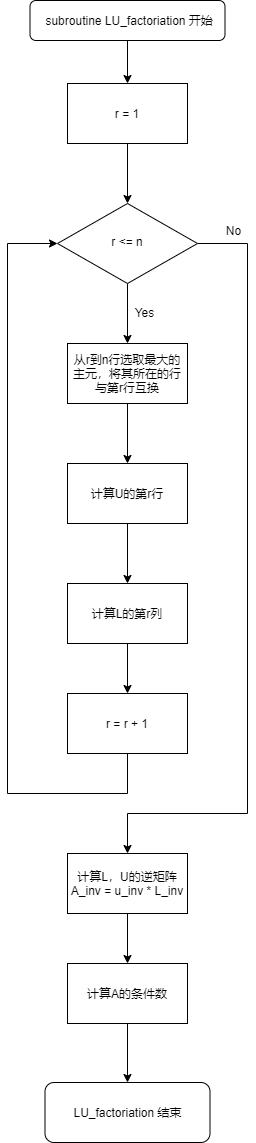 subroutine LU_factoriation 开始
r = 1
r <= n
No
Yes
从r到n行选取最大的
主元，将其所在的行
与第r行互换
计算U的第r行
计算L的第r列
r = r + 1
计算L，U的逆矩阵
A_inv = u_inv * L_inv
计算A的条件数
LU_factoriation 结束